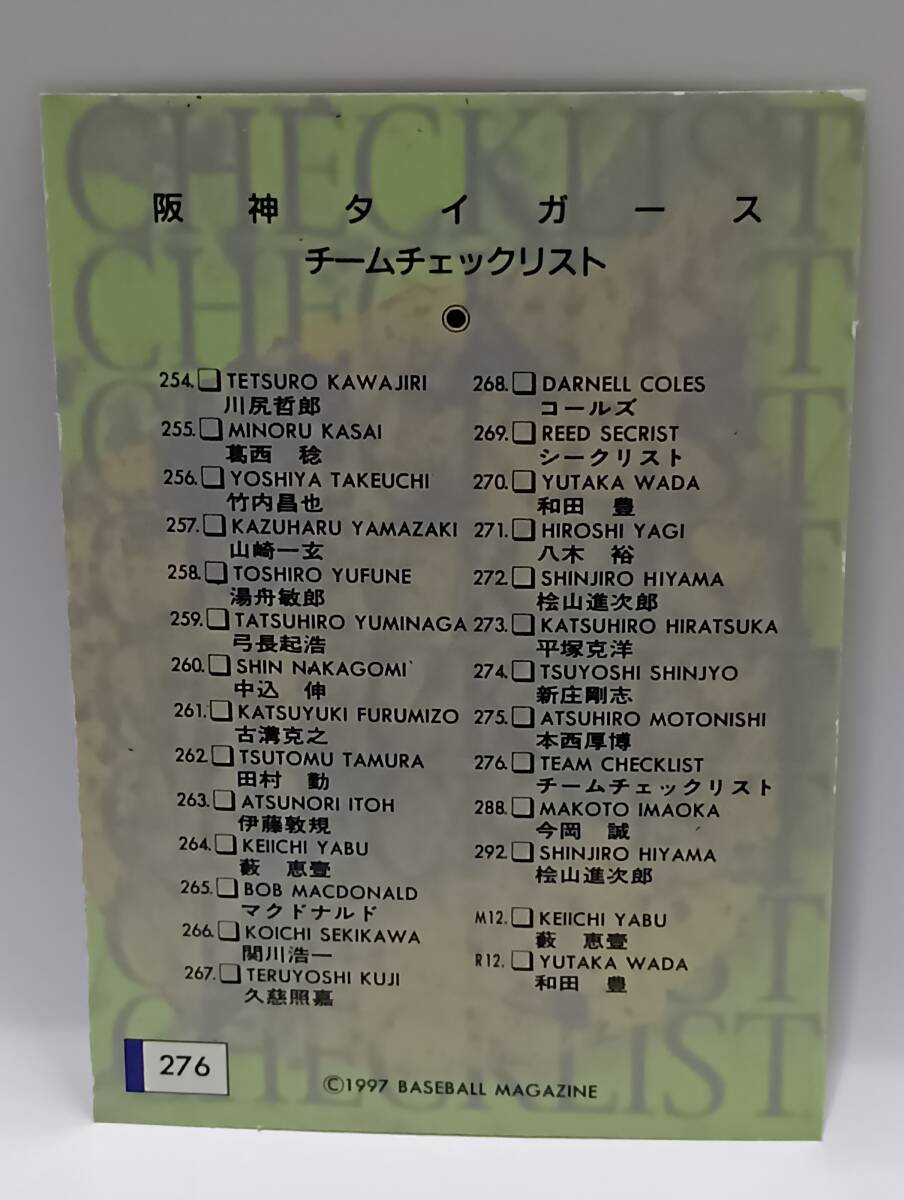 CHECKLIST
阪神タイガース
チームチェックリスト
254. TETSURO KAWAJIRI
川尻哲郎
255. MINORU KASAI
葛西 稔
256. YOSHIYA TAKEUCHI
竹内昌也
257. KAZUHARU YAMAZAKI
山崎一玄
258. TOSHIRO YUFUNE
湯舟敏郎
259. TATSUHIRO YUMINAGA
弓長起浩
260. SHIN NAKAGOMI
中込 伸
261. KATSUYUKI FURUMIZO
古溝克之
262. TSUTOMU TAMURA
田村 勤
263. ATSUNORI ITOH
伊藤敦規
264. KEIICHI YABU
藪 恵壹
265. BOB MACDONALD
マクドナルド
266. KOICHI SEKIKAWA
関川浩一
267. TERUYOSHI KUJI
久慈照嘉
268. DARNELL COLES
コールズ
269. REED SECRIST
シークリスト
270. YUTAKA WADA
和田 豊
271. HIROSHI YAGI
八木 裕
272. SHINJIRO HIYAMA
桧山進次郎
273. KATSUHIRO HIRATSUKA
平塚克洋
274. TSUYOSHI SHINJYO
新庄剛志
275. ATSUHIRO MOTONISHI
本西厚博
276. TEAM CHECKLIST
チームチェックリスト
288. MAKOTO IMAOKA
今岡 誠
292. SHINJIRO HIYAMA
桧山進次郎
M12. KEIICHI YABU
藪 恵壹
R12. YUTAKA WADA
和田 豊
276
©1997 BASEBALL MAGAZINE
CHECKLIST